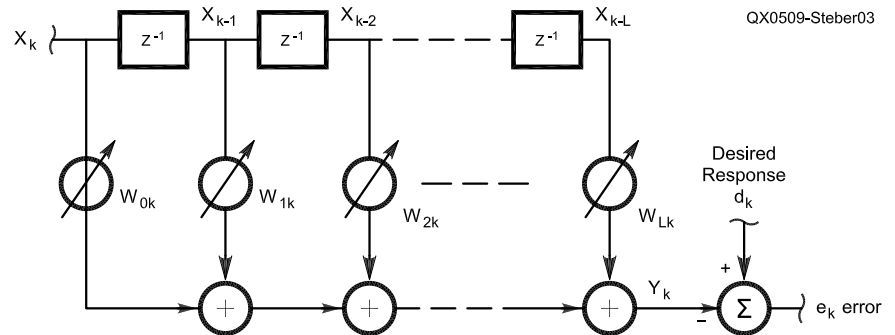 X k-1
X k-2
X k-L
QX0509-Steber03
X k
z-1
z-1
z-1
Desired
Response
d k
W 0k
W 1k
W 2k
W Lk
+
+
+
+
Y k
−
Σ
e k error